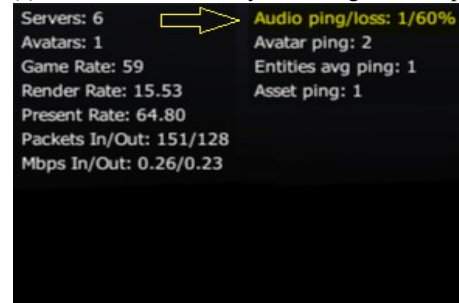 Servers: 6
Avatars: 1
Game Rate: 59
Render Rate: 15.53
Present Rate: 64.80
Packets In/Out: 151/128
Mbps In/Out: 0.26/0.23
Audio ping/loss: 1/60%
Avatar ping: 2
Entities avg ping: 1
Asset ping: 1